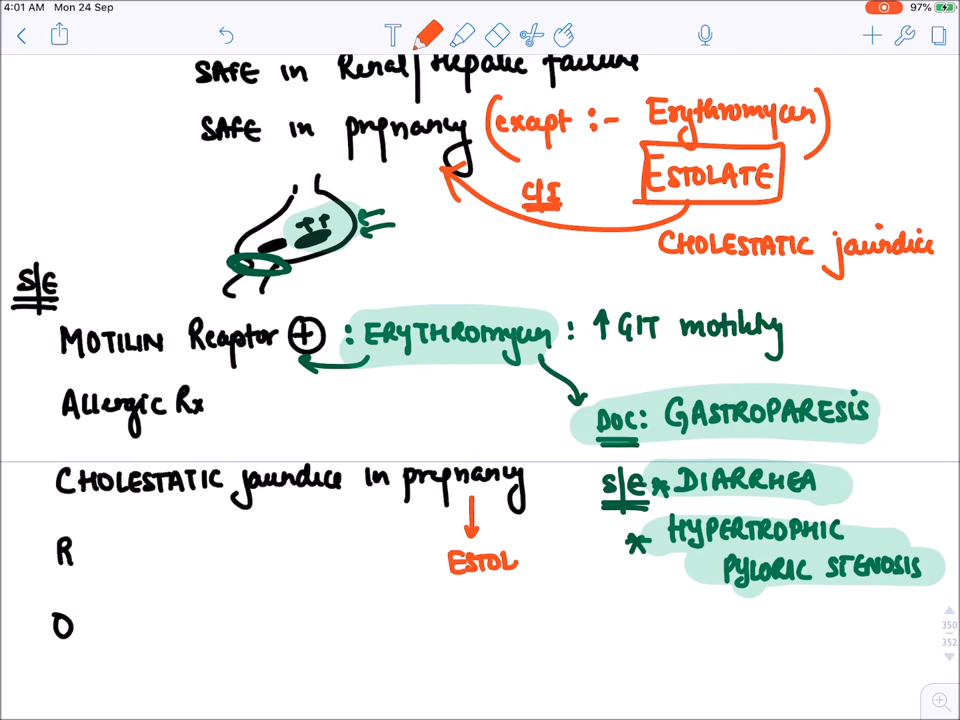 4:01 AM Mon 24 Sep
97%
SAFE in Renal/Hepatic failure
SAFE in pregnancy (exapt :- Erythromycin)
ESTOLATE
C/I
CHOLESTATIC jaundice
S/E
MOTILIN Receptor + : ERYTHROmycin : ↑ GIT motility
Allergic Rx
DOC: GASTROPARESIS
CHOLESTATIC jaundice in pregnancy
S/E * DIARRHEA
ESTOL
* HYPERTROPHIC
PYLORIC STENOSIS
R
O
350
352